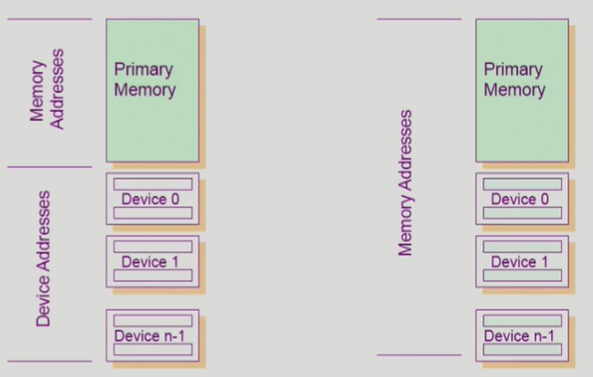 Memory
Addresses
Primary
Memory
Device Addresses
Device 0
Device 1
Device n-1
Memory Addresses
Primary
Memory
Device 0
Device 1
Device n-1